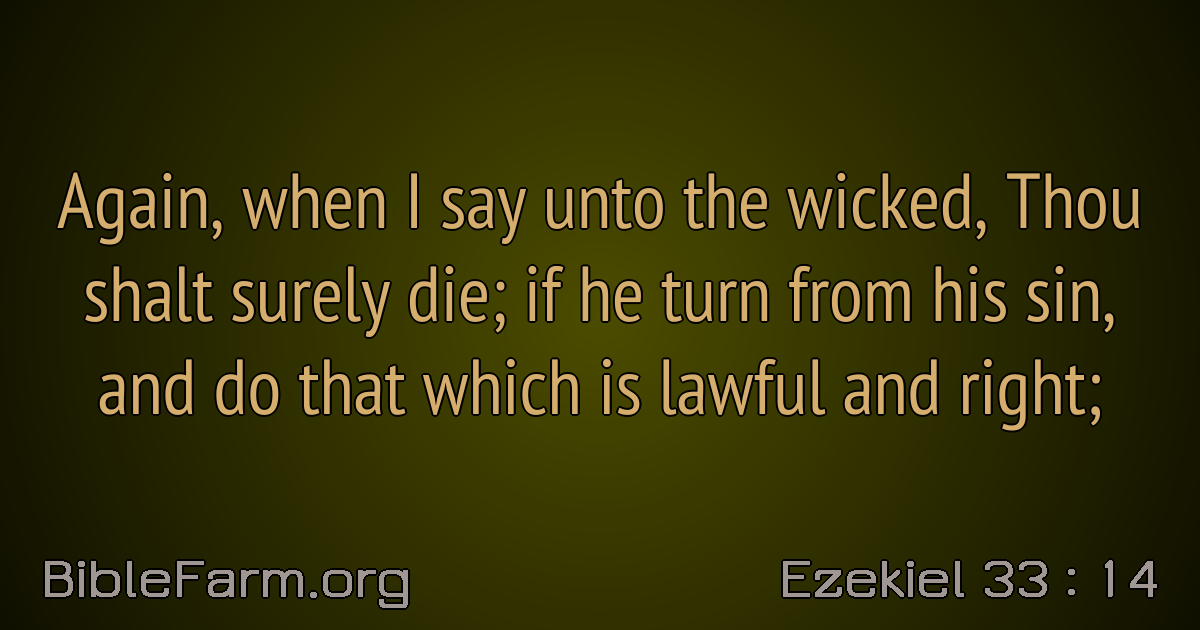 Again, when I say unto the wicked, Thou
shalt surely die; if he turn from his sin,
and do that which is lawful and right;
BibleFarm.org
Ezekiel 33 : 14